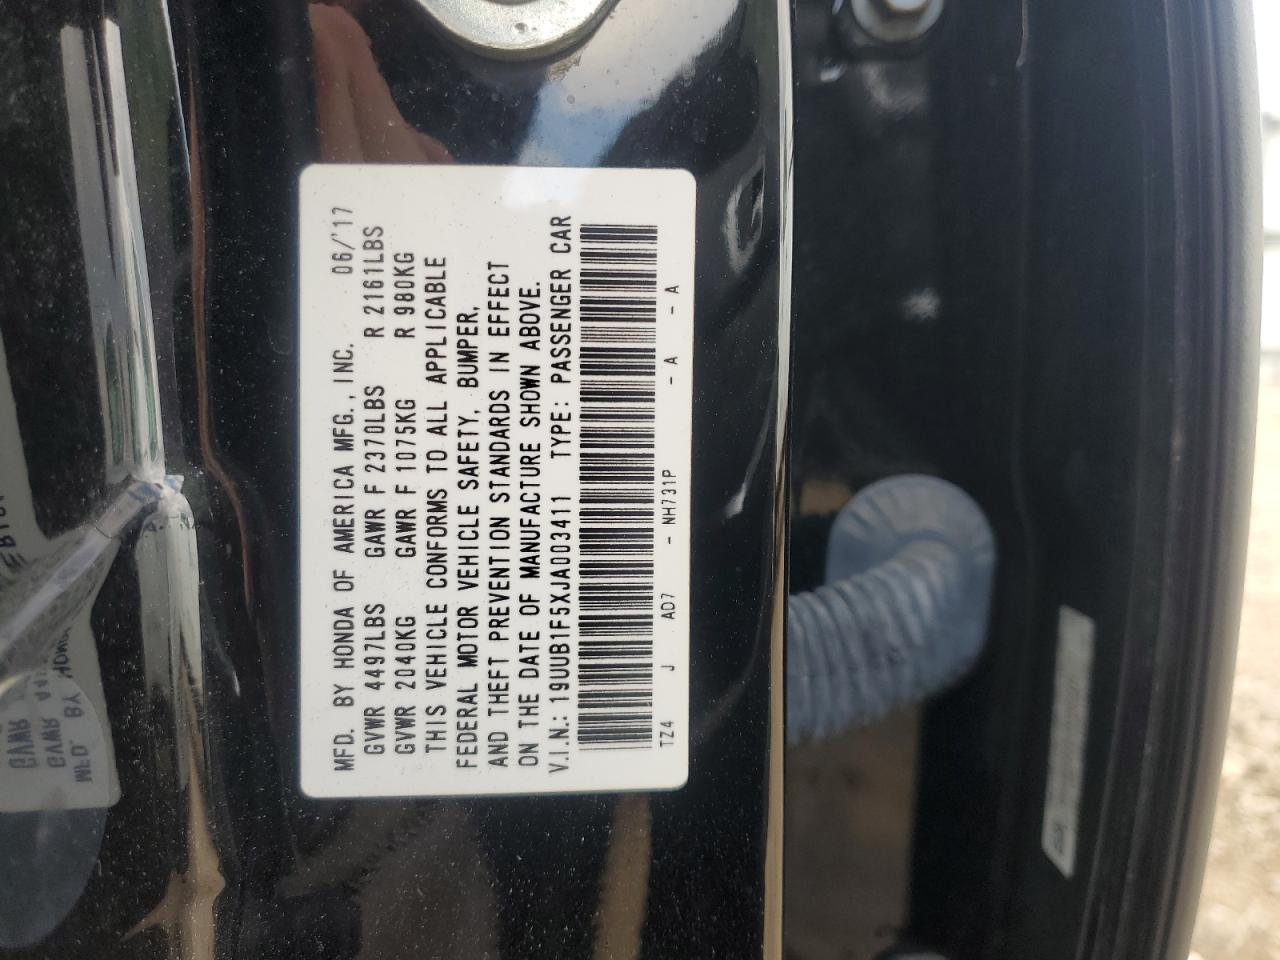 MFD. BY HONDA OF AMERICA MFG., INC. 06/'17
GVWR 4497LBS GAWR F 2370LBS R 2161LBS
GVWR 2040KG GAWR F 1075KG R 980KG
THIS VEHICLE CONFORMS TO ALL APPLICABLE
FEDERAL MOTOR VEHICLE SAFETY, BUMPER,
AND THEFT PREVENTION STANDARDS IN EFFECT
ON THE DATE OF MANUFACTURE SHOWN ABOVE.
V.I.N.: 19UUB1F5XJA003411 TYPE: PASSENGER CAR
TZ4 J AD7 - NH731P - A - A